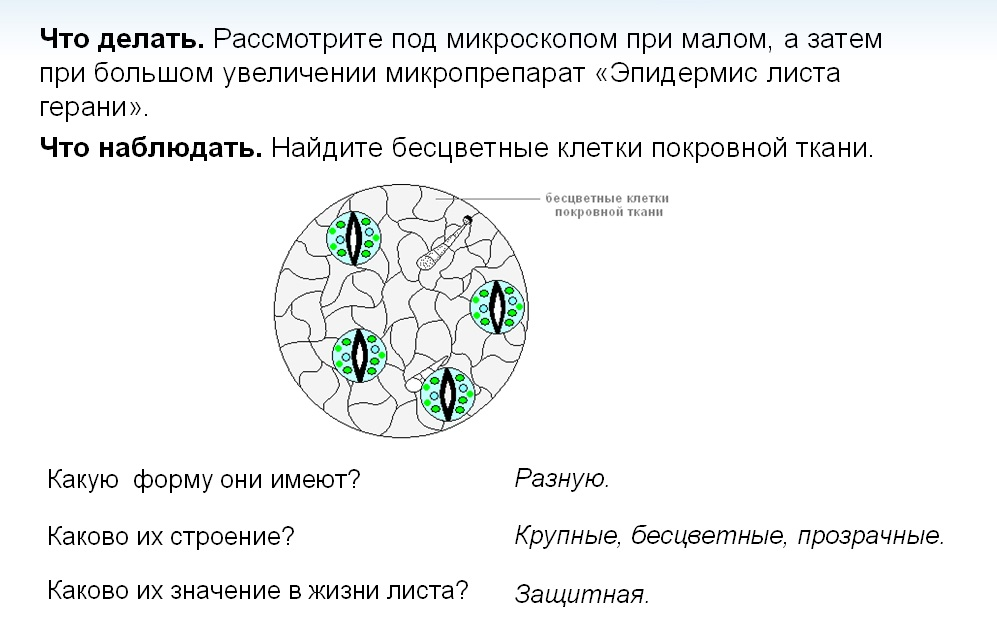 Что делать. Рассмотрите под микроскопом при малом, а затем
при большом увеличении микропрепарат «Эпидермис листа
герани».
Что наблюдать. Найдите бесцветные клетки покровной ткани.
бесцветные клетки
покровной ткани
Какую форму они имеют? Разную.
Каково их строение? Крупные, бесцветные, прозрачные.
Каково их значение в жизни листа? Защитная.